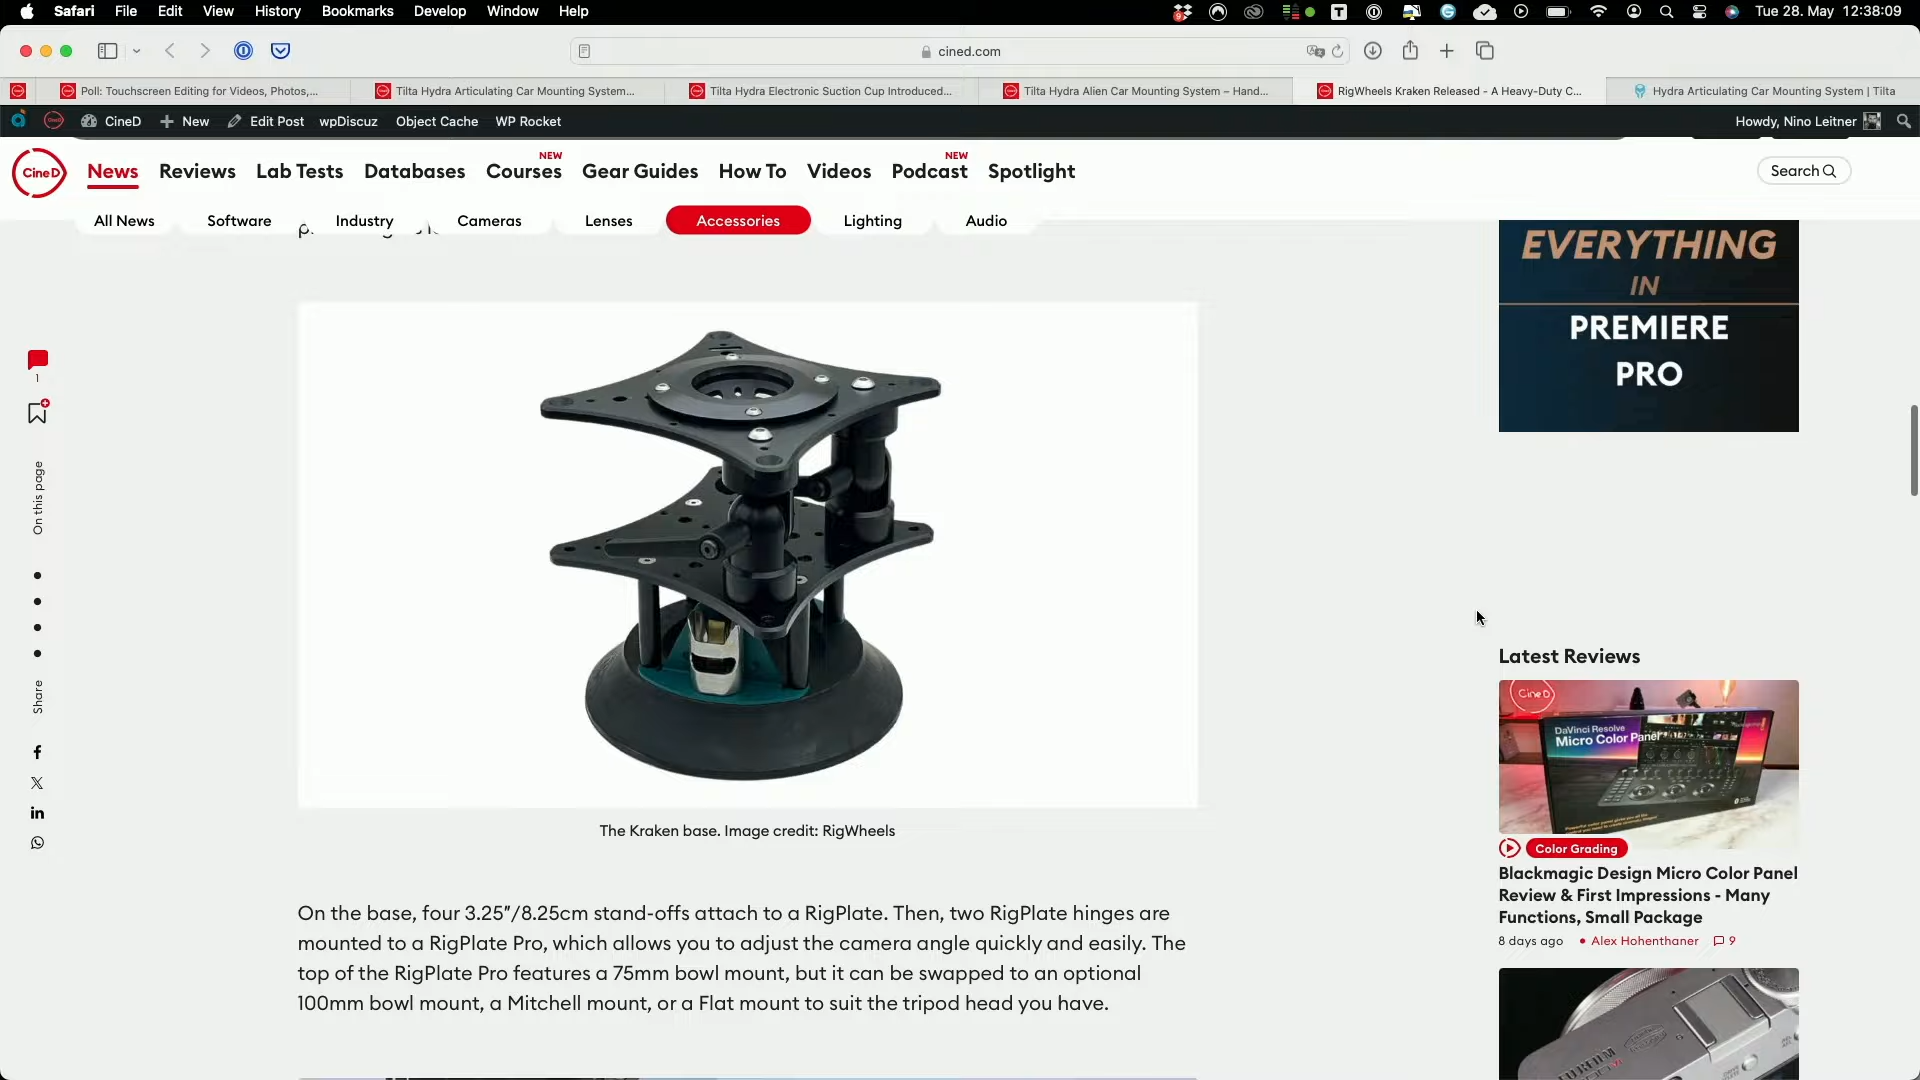 Safari File Edit View History Bookmarks Develop Window Help Tue 28. May 12:38:09
cined.com
Poll: Touchscreen Editing for Videos, Photos,... Tilta Hydra Articulating Car Mounting System... Tilta Hydra Electronic Suction Cup Introduced... Tilta Hydra Alien Car Mounting System – Hand... RigWheels Kraken Released - A Heavy-Duty C... Hydra Articulating Car Mounting System | Tilta
CineD New Edit Post wpDiscuz Object Cache WP Rocket Howdy, Nino Leitner
CineD News Reviews Lab Tests Databases Courses NEW Gear Guides How To Videos Podcast NEW Spotlight Search
All News Software Industry Cameras Lenses Accessories Lighting Audio
EVERYTHING
IN
PREMIERE
PRO
1
On this page
Share
The Kraken base. Image credit: RigWheels
On the base, four 3.25″/8.25cm stand-offs attach to a RigPlate. Then, two RigPlate hinges are
mounted to a RigPlate Pro, which allows you to adjust the camera angle quickly and easily. The
top of the RigPlate Pro features a 75mm bowl mount, but it can be swapped to an optional
100mm bowl mount, a Mitchell mount, or a Flat mount to suit the tripod head you have.
Latest Reviews
CineD
DaVinci Resolve
Micro Color Panel
Color Grading
Blackmagic Design Micro Color Panel
Review & First Impressions - Many
Functions, Small Package
8 days ago • Alex Hohenthaner 9
FUJIFILM